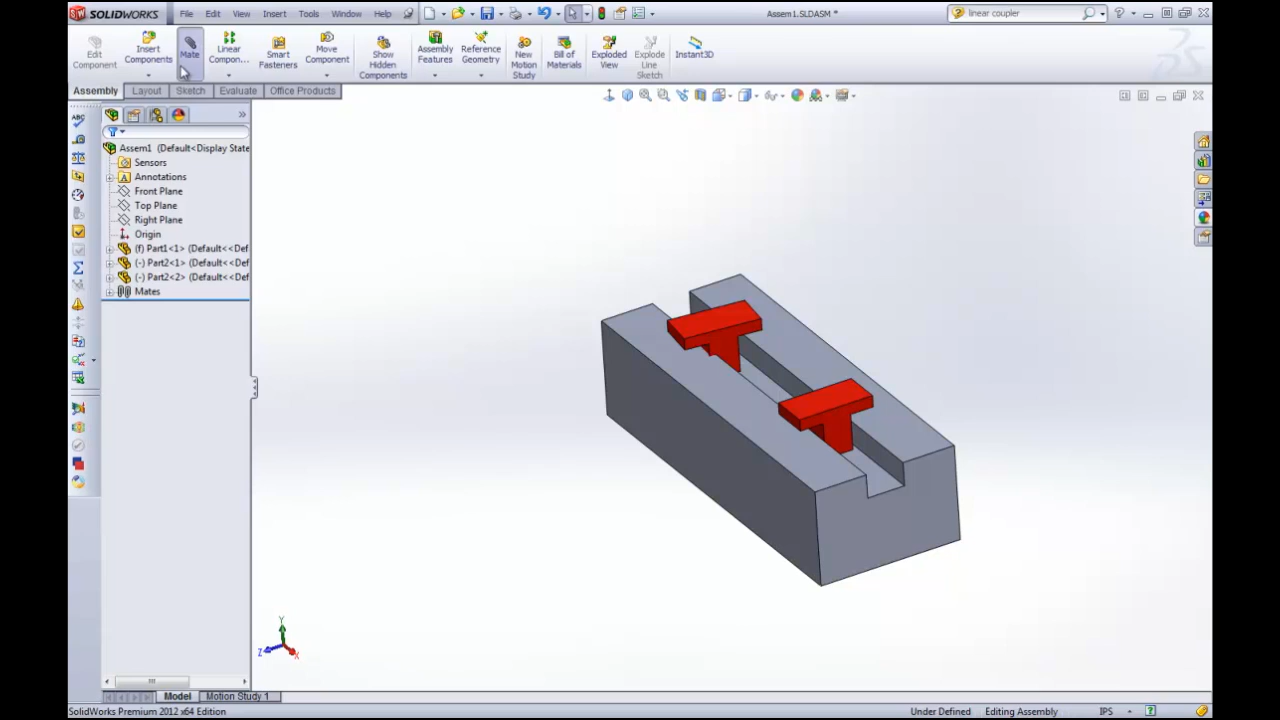 SOLIDWORKS File Edit View Insert Tools Window Help Assem1.SLDASM * linear coupler
Edit Component
Insert Components
Mate
Linear Compon...
Smart Fasteners
Move Component
Show Hidden Components
Assembly Features
Reference Geometry
New Motion Study
Bill of Materials
Exploded View
Explode Line Sketch
Instant3D
Assembly Layout Sketch Evaluate Office Products
Assem1 (Default<Display State
Sensors
Annotations
Front Plane
Top Plane
Right Plane
Origin
(f) Part1<1> (Default<<Def
(-) Part2<1> (Default<<Def
(-) Part2<2> (Default<<Def
Mates
Y
Z
X
Model Motion Study 1
SolidWorks Premium 2012 x64 Edition Under Defined Editing Assembly IPS